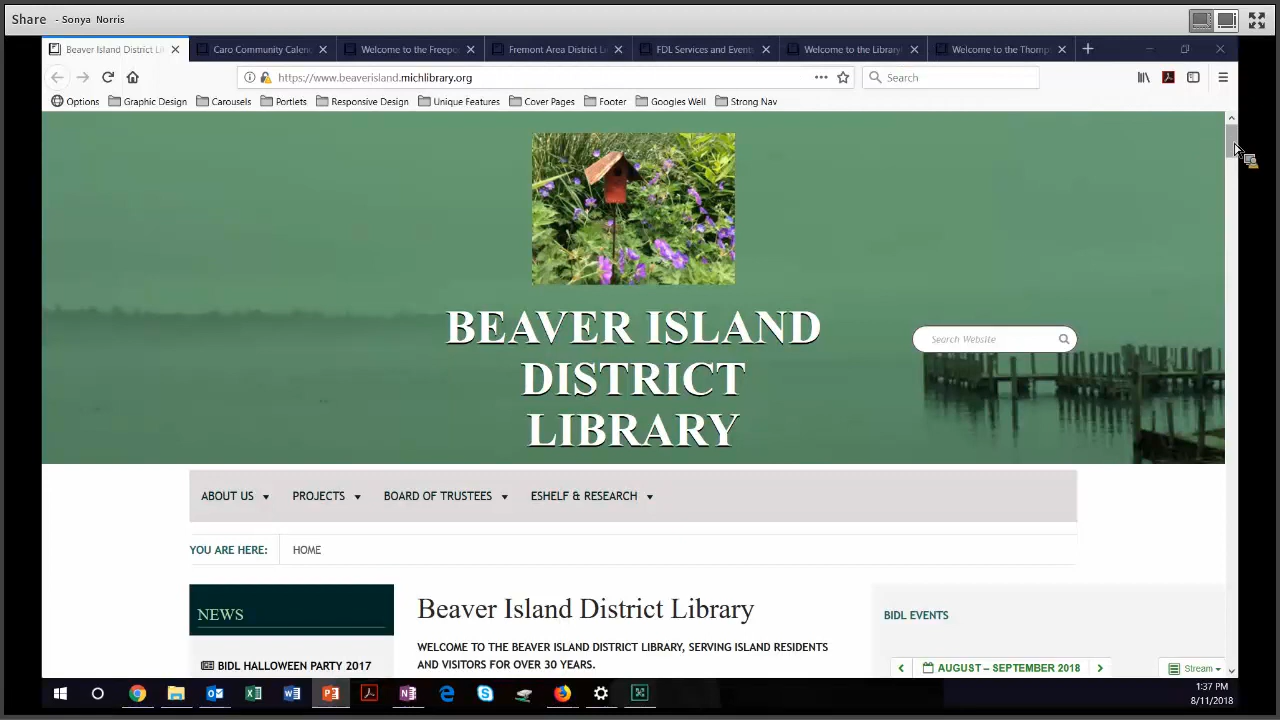 Share - Sonya Norris
Beaver Island District Li
Caro Community Calen
Welcome to the Freepo
Fremont Area District Li
FDL Services and Events
Welcome to the Library
Welcome to the Thomp
https://www.beaverisland.michlibrary.org
Search
Options
Graphic Design
Carousels
Portlets
Responsive Design
Unique Features
Cover Pages
Footer
Googles Well
Strong Nav
BEAVER ISLAND
DISTRICT
LIBRARY
Search Website
ABOUT US
PROJECTS
BOARD OF TRUSTEES
ESHELF & RESEARCH
YOU ARE HERE:
HOME
NEWS
BIDL HALLOWEEN PARTY 2017
Beaver Island District Library
WELCOME TO THE BEAVER ISLAND DISTRICT LIBRARY, SERVING ISLAND RESIDENTS
AND VISITORS FOR OVER 30 YEARS.
BIDL EVENTS
AUGUST – SEPTEMBER 2018
Stream
1:37 PM
8/11/2018